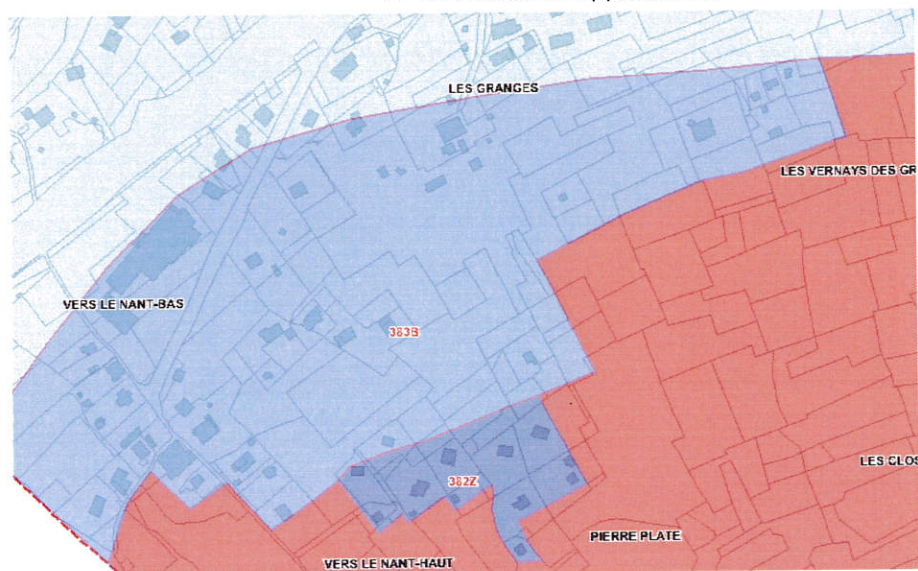 LES GRANGES
LES VERNAYS DES GR
VERS LE NANT-BAS
383B
LES CLOS
382Z
PIERRE PLATE
VERS LE NANT-HAUT